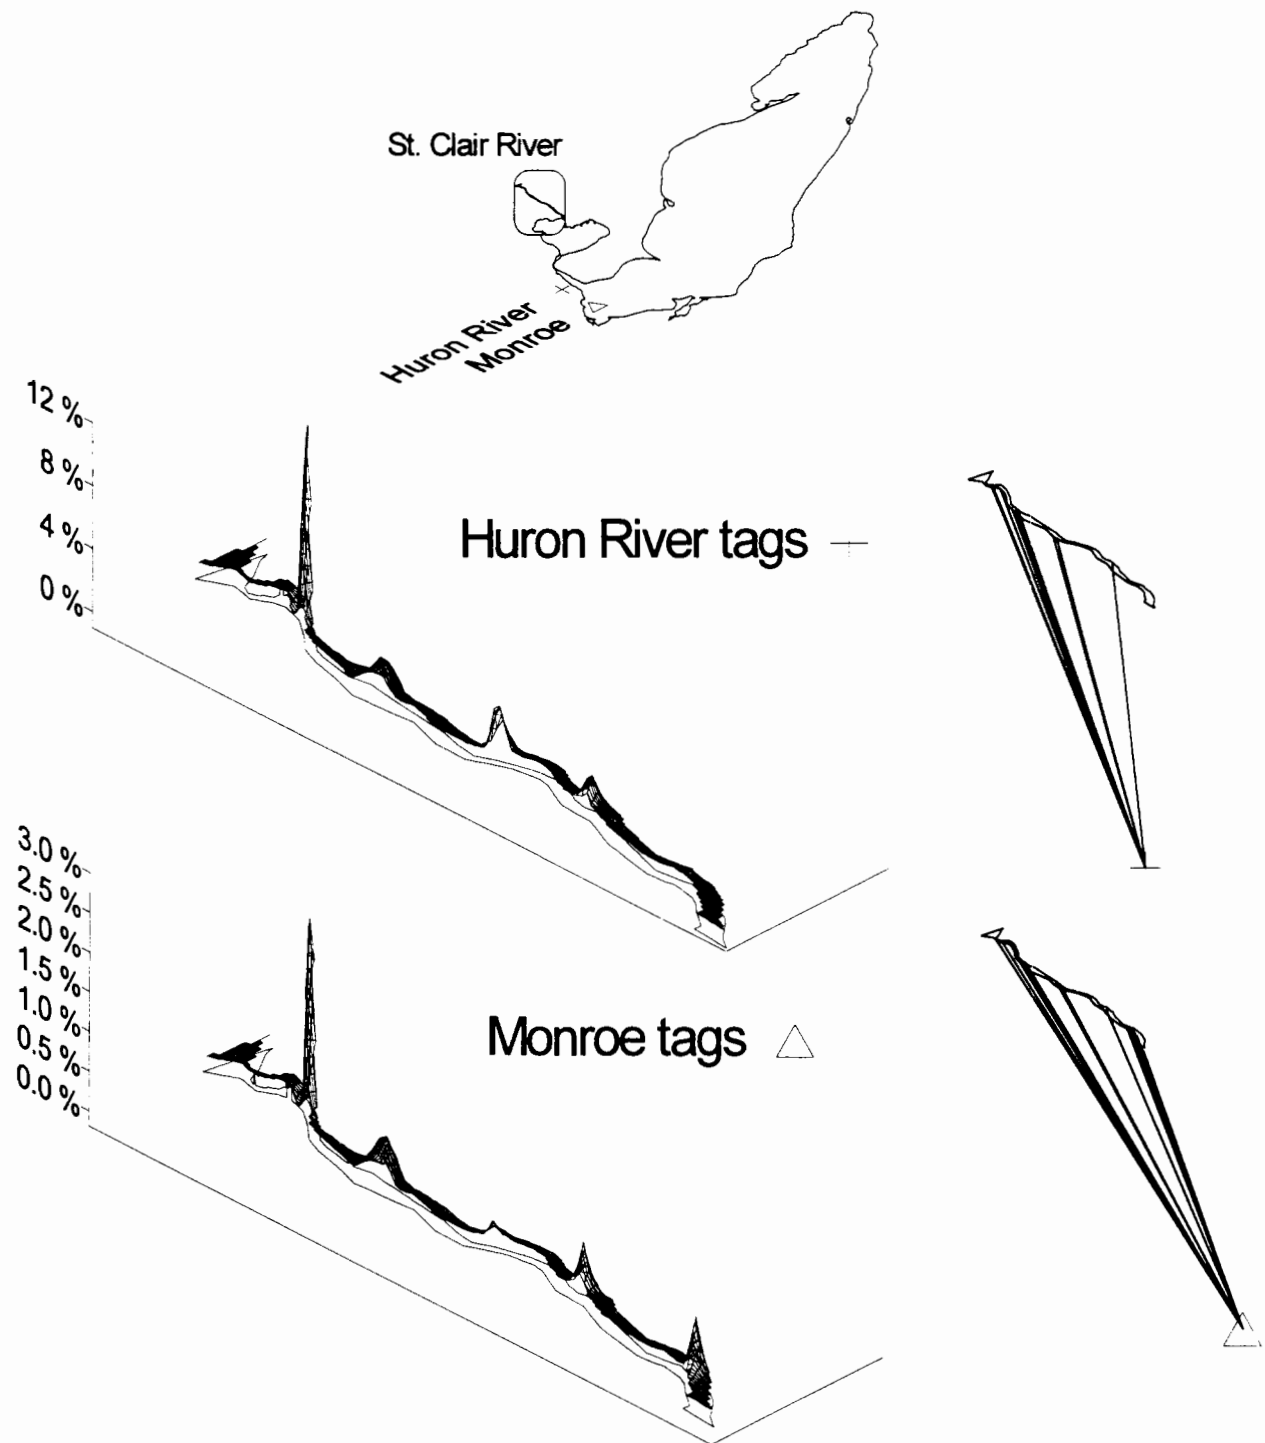 St. Clair River
Huron River
Monroe
12 %
8 %
4 %
0 %
Huron River tags
3.0 %
2.5 %
2.0 %
1.5 %
1.0 %
0.5 %
0.0 %
Monroe tags